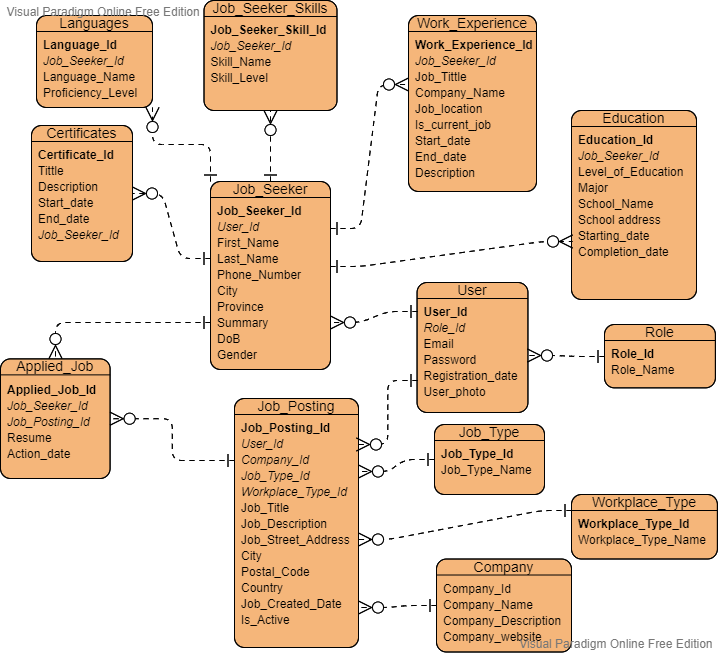 Visual Paradigm Online Free Edition
Languages
Language_Id
Job_Seeker_Id
Language_Name
Proficiency_Level
Job_Seeker_Skills
Job_Seeker_Skill_Id
Job_Seeker_Id
Skill_Name
Skill_Level
Work_Experience
Work_Experience_Id
Job_Seeker_Id
Job_Tittle
Company_Name
Job_location
Is_current_job
Start_date
End_date
Description
Education
Education_Id
Job_Seeker_Id
Level_of_Education
Major
School_Name
School address
Starting_date
Completion_date
Certificates
Certificate_Id
Tittle
Description
Start_date
End_date
Job_Seeker_Id
Job_Seeker
Job_Seeker_Id
User_Id
First_Name
Last_Name
Phone_Number
City
Province
Summary
DoB
Gender
User
User_Id
Role_Id
Email
Password
Registration_date
User_photo
Role
Role_Id
Role_Name
Applied_Job
Applied_Job_Id
Job_Seeker_Id
Job_Posting_Id
Resume
Action_date
Job_Posting
Job_Posting_Id
User_Id
Company_Id
Job_Type_Id
Workplace_Type_Id
Job_Title
Job_Description
Job_Street_Address
City
Postal_Code
Country
Job_Created_Date
Is_Active
Job_Type
Job_Type_Id
Job_Type_Name
Workplace_Type
Workplace_Type_Id
Workplace_Type_Name
Company
Company_Id
Company_Name
Company_Description
Company_website
Visual Paradigm Online Free Edition